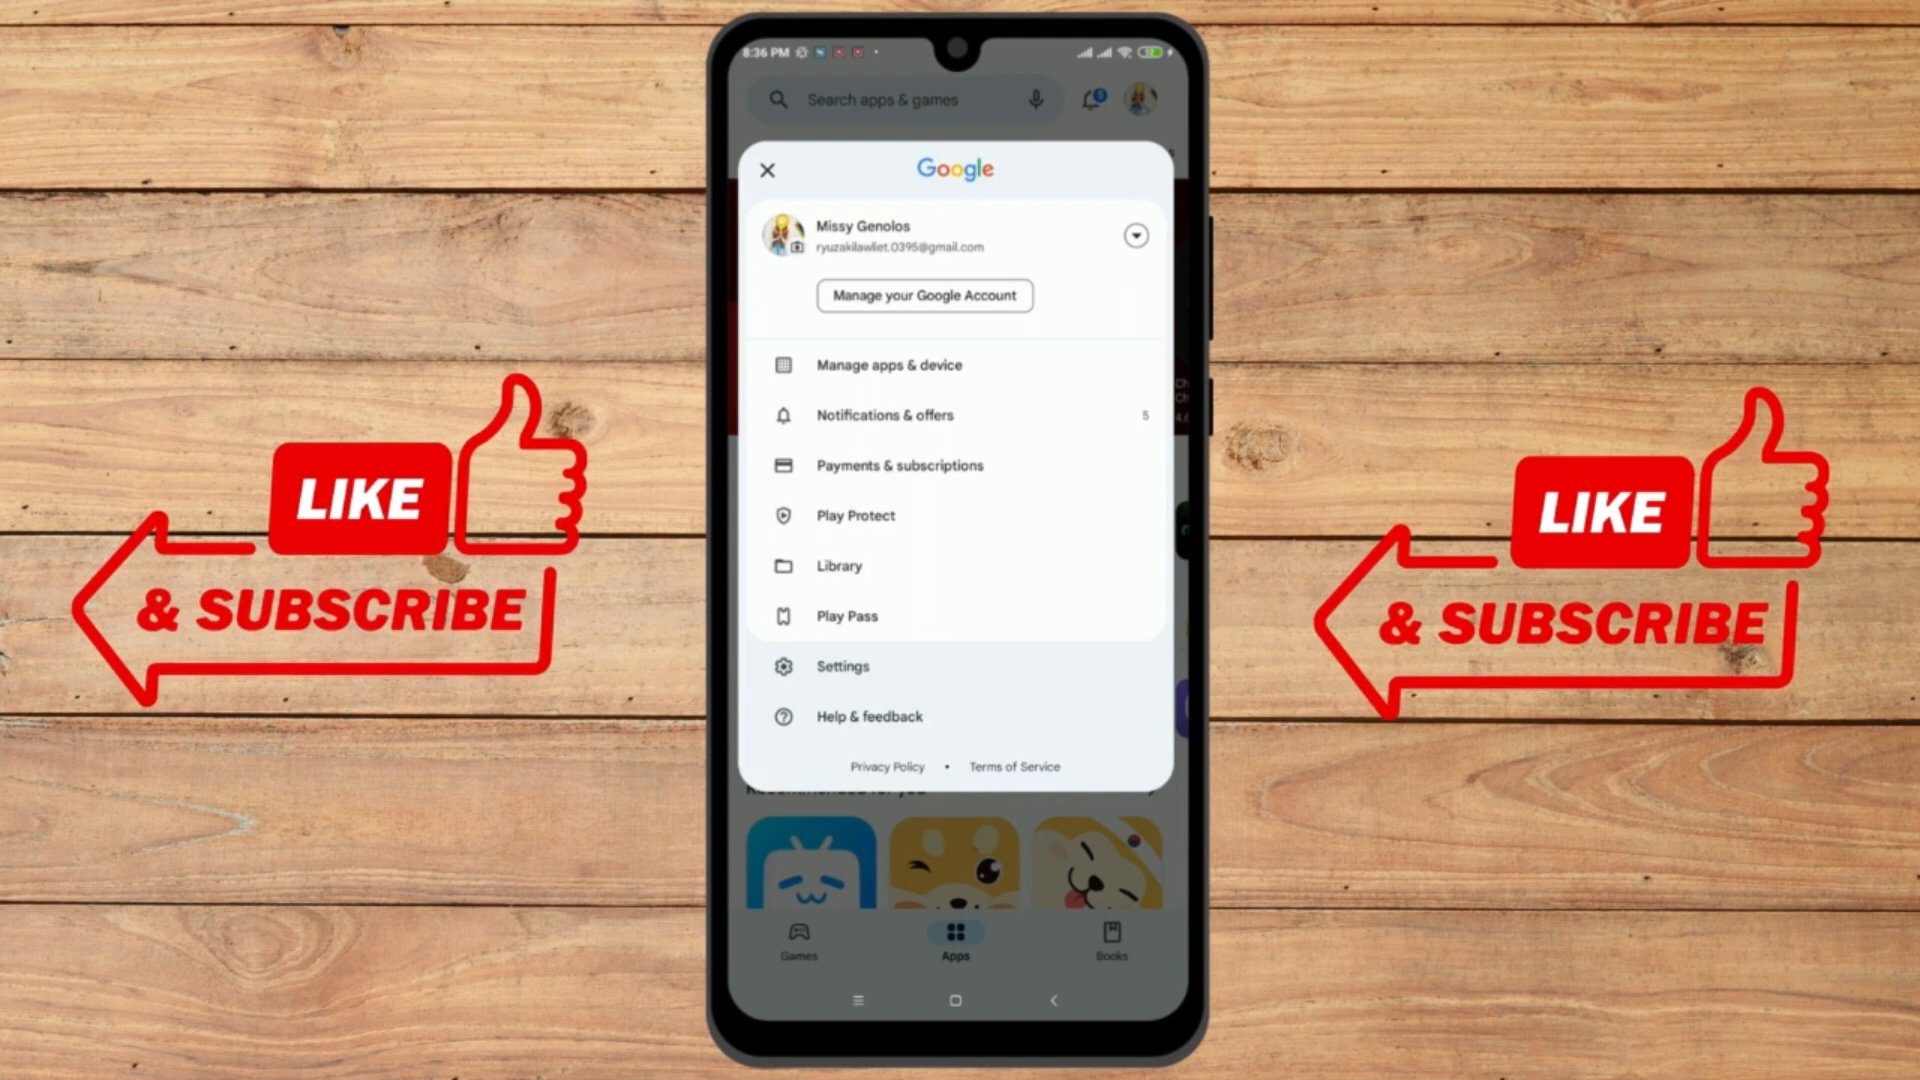 8:36 PM
Search apps & games
5
Google
Missy Genolos
ryuzakilawliet.0395@gmail.com
Manage your Google Account
Manage apps & device
Notifications & offers 5
Payments & subscriptions
Play Protect
Library
Play Pass
Settings
Help & feedback
Privacy Policy • Terms of Service
Games Apps Books
LIKE
& SUBSCRIBE
LIKE
& SUBSCRIBE